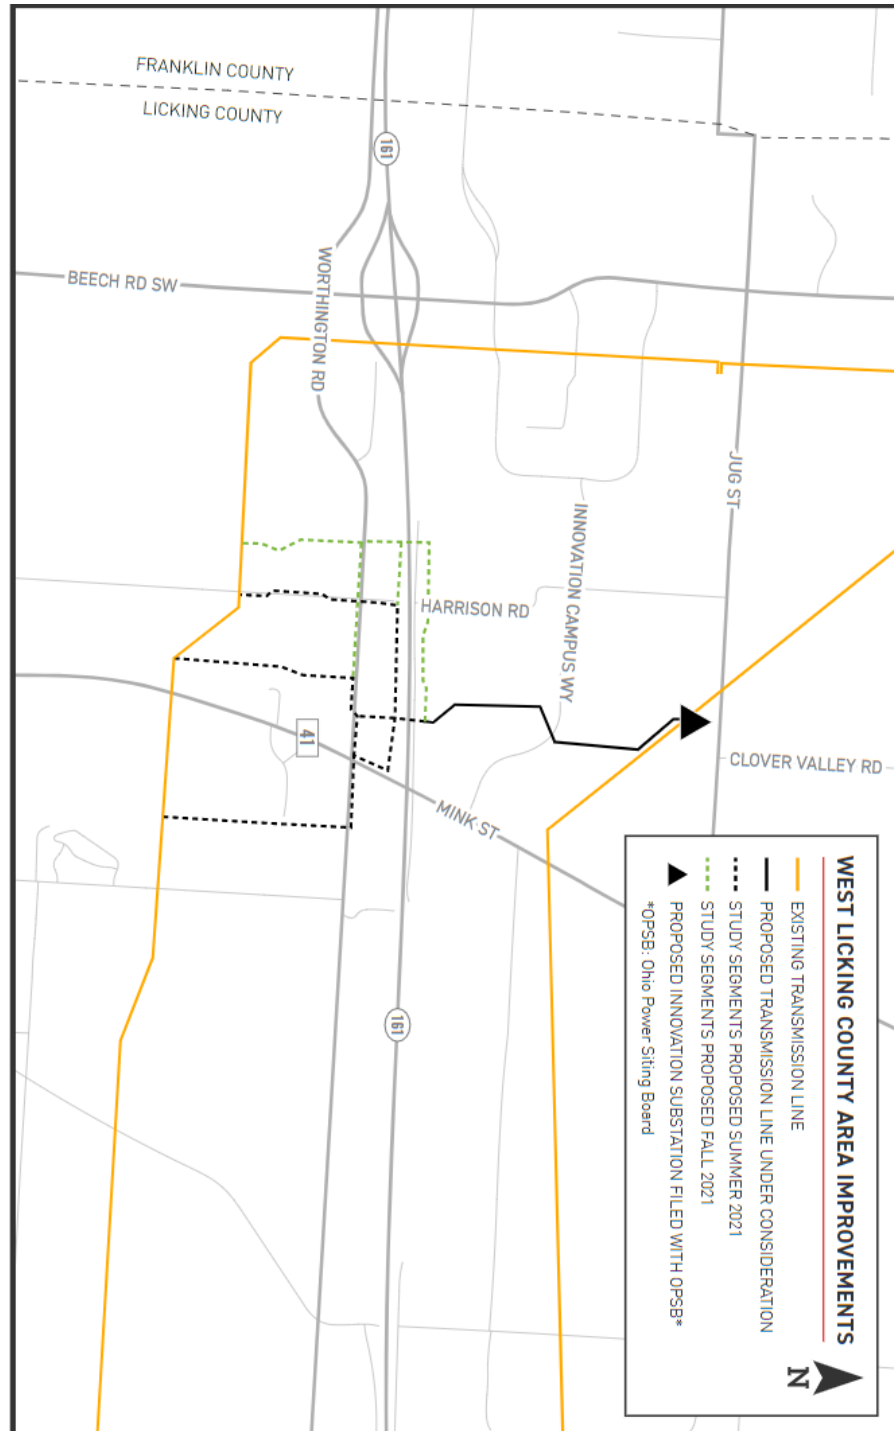 FRANKLIN COUNTY
LICKING COUNTY
161
BEECH RD SW
WORTHINGTON RD
JUG ST
INNOVATION CAMPUS WY
HARRISON RD
41
MINK ST
CLOVER VALLEY RD
161
WEST LICKING COUNTY AREA IMPROVEMENTS
EXISTING TRANSMISSION LINE
PROPOSED TRANSMISSION LINE UNDER CONSIDERATION
STUDY SEGMENTS PROPOSED SUMMER 2021
STUDY SEGMENTS PROPOSED FALL 2021
PROPOSED INNOVATION SUBSTATION FILED WITH OPSB*
*OPSB: Ohio Power Siting Board
N